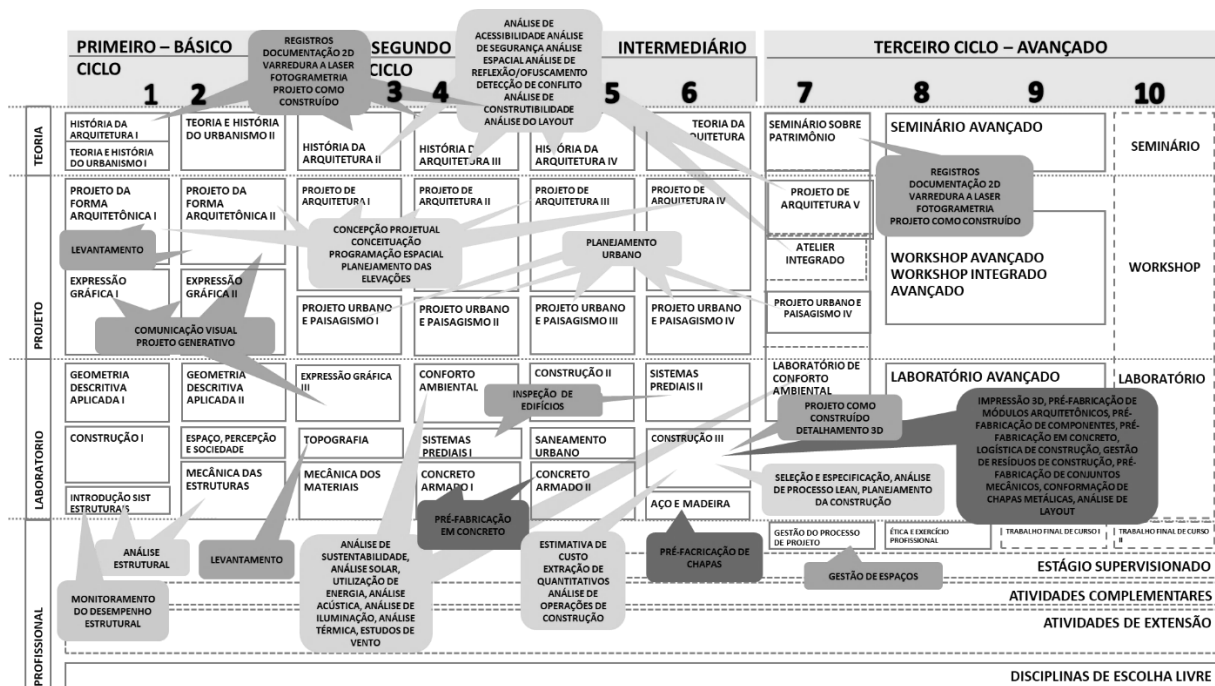 PRIMEIRO – BÁSICO
CICLO
SEGUNDO
CICLO
INTERMEDIÁRIO
TERCEIRO CICLO – AVANÇADO
1
2
3
4
5
6
7
8
9
10
REGISTROS
DOCUMENTAÇÃO 2D
VARREDURA A LASER
FOTOGRAMETRIA
PROJETO COMO
CONSTRUÍDO
ANÁLISE DE
ACESSIBILIDADE ANÁLISE
DE SEGURANÇA ANÁLISE
ESPACIAL ANÁLISE DE
REFLEXÃO/OFUSCAMENTO
DETECÇÃO DE CONFLITO
ANÁLISE DE
CONSTRUTIBILIDADE
ANÁLISE DO LAYOUT
TEORIA
HISTÓRIA DA
ARQUITETURA I
TEORIA E HISTÓRIA
DO URBANISMO I
TEORIA E HISTÓRIA
DO URBANISMO II
HISTÓRIA DA
ARQUITETURA II
HISTÓRIA DA
ARQUITETURA III
HISTÓRIA DA
ARQUITETURA IV
TEORIA DA
SEMINÁRIO SOBRE
PATRIMÔNIO
SEMINÁRIO AVANÇADO
SEMINÁRIO
REGISTROS
DOCUMENTAÇÃO 2D
VARREDURA A LASER
FOTOGRAMETRIA
PROJETO COMO CONSTRUÍDO
PROJETO
PROJETO DA
FORMA
ARQUITETÔNICA I
PROJETO DA
FORMA
ARQUITETÔNICA II
PROJETO DE
ARQUITETURA I
PROJETO DE
ARQUITETURA II
PROJETO DE
ARQUITETURA III
PROJETO DE
ARQUITETURA IV
PROJETO DE
ARQUITETURA V
LEVANTAMENTO
CONCEPÇÃO PROJETUAL
CONCEITUAÇÃO
PROGRAMAÇÃO ESPACIAL
PLANEJAMENTO DAS
ELEVAÇÕES
PLANEJAMENTO
URBANO
ATELIER
INTEGRADO
WORKSHOP AVANÇADO
WORKSHOP INTEGRADO
AVANÇADO
WORKSHOP
EXPRESSÃO
GRÁFICA I
EXPRESSÃO
GRÁFICA II
PROJETO URBANO
E PAISAGISMO I
PROJETO URBANO
E PAISAGISMO II
PROJETO URBANO
E PAISAGISMO III
PROJETO URBANO
E PAISAGISMO IV
PROJETO URBANO E
PAISAGISMO IV
COMUNICAÇÃO VISUAL
PROJETO GENERATIVO
LABORATORIO
GEOMETRIA
DESCRITIVA
APLICADA I
GEOMETRIA
DESCRITIVA
APLICADA II
EXPRESSÃO GRÁFICA
III
CONFORTO
AMBIENTAL
CONSTRUÇÃO II
SISTEMAS
PREDIAIS II
LABORATÓRIO DE
CONFORTO
AMBIENTAL
LABORATÓRIO AVANÇADO
LABORATÓRIO
INSPEÇÃO DE
EDIFÍCIOS
PROJETO COMO
CONSTRUÍDO
DETALHAMENTO 3D
IMPRESSÃO 3D, PRÉ-FABRICAÇÃO DE
MÓDULOS ARQUITETÔNICOS, PRÉ-
FABRICAÇÃO DE COMPONENTES, PRÉ-
FABRICAÇÃO EM CONCRETO,
LOGÍSTICA DE CONSTRUÇÃO, GESTÃO
DE RESÍDUOS DE CONSTRUÇÃO, PRÉ-
FABRICAÇÃO DE CONJUNTOS
MECÂNICOS, CONFORMAÇÃO DE
CHAPAS METÁLICAS, ANÁLISE DE
LAYOUT
CONSTRUÇÃO I
ESPAÇO, PERCEPÇÃO
E SOCIEDADE
TOPOGRAFIA
SISTEMAS
PREDIAIS I
SANEAMENTO
URBANO
CONSTRUÇÃO III
MECÂNICA DAS
ESTRUTURAS
MECÂNICA DOS
MATERIAIS
CONCRETO
ARMADO I
CONCRETO
ARMADO II
SELEÇÃO E ESPECIFICAÇÃO, ANÁLISE
DE PROCESSO LEAN, PLANEJAMENTO
DA CONSTRUÇÃO
INTRODUÇÃO SIST
ESTRUTURAIS
AÇO E MADEIRA
PROFISSIONAL
ANÁLISE
ESTRUTURAL
LEVANTAMENTO
PRÉ-FABRICAÇÃO
EM CONCRETO
ANÁLISE DE
SUSTENTABILIDADE,
ANÁLISE SOLAR,
UTILIZAÇÃO DE
ENERGIA, ANÁLISE
ACÚSTICA, ANÁLISE DE
ILUMINAÇÃO, ANÁLISE
TÉRMICA, ESTUDOS DE
VENTO
ESTIMATIVA DE
CUSTO
EXTRAÇÃO DE
QUANTITATIVOS
ANÁLISE DE
OPERAÇÕES DE
CONSTRUÇÃO
PRÉ-FACRICAÇÃO DE
CHAPAS
GESTÃO DO PROCESSO
DE PROJETO
ÉTICA E EXERCÍCIO
PROFISSIONAL
TRABALHO FINAL DE CURSO I
TRABALHO FINAL DE CURSO
II
GESTÃO DE ESPAÇOS
MONITORAMENTO
DO DESEMPENHO
ESTRUTURAL
ESTÁGIO SUPERVISIONADO
ATIVIDADES COMPLEMENTARES
ATIVIDADES DE EXTENSÃO
DISCIPLINAS DE ESCOLHA LIVRE